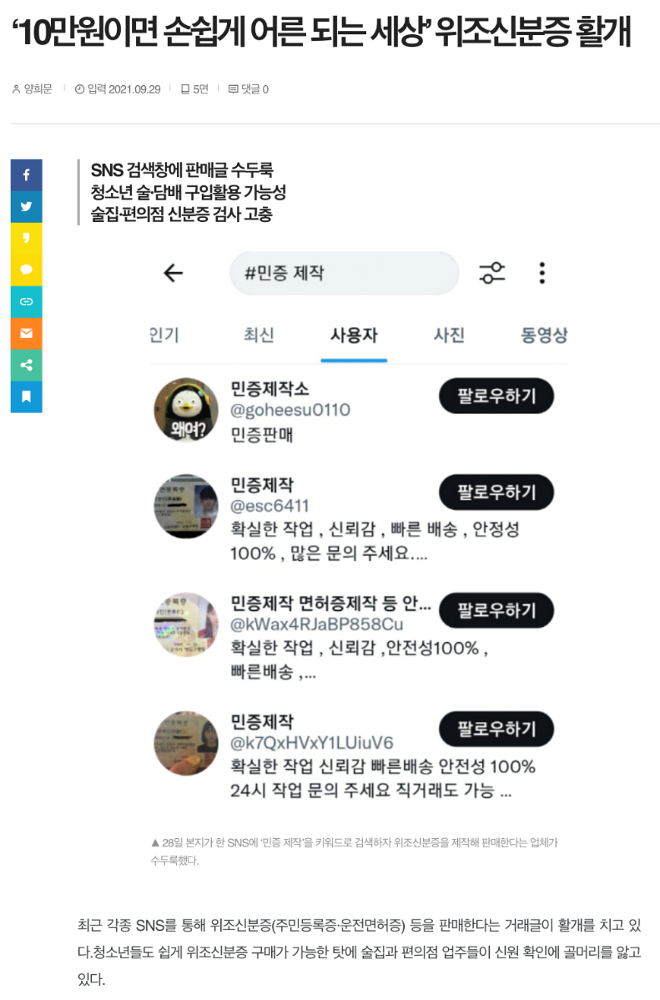 ‘10만원이면 손쉽게 어른 되는 세상’ 위조신분증 활개
양희문
입력 2021.09.29
5면
댓글 0
SNS 검색창에 판매글 수두룩
청소년 술·담배 구입활용 가능성
술집·편의점 신분증 검사 고충
#민증 제작
인기 최신 사용자 사진 동영상
왜여?
민증제작소
@goheesu0110
민증판매
팔로우하기
민증제작
@esc6411
확실한 작업 , 신뢰감 , 빠른 배송 , 안정성
100% , 많은 문의 주세요....
팔로우하기
민증제작 면허증제작 등 안...
@kWax4RJaBP858Cu
확실한 작업 , 신뢰감 ,안전성100% ,
빠른배송 ,...
팔로우하기
민증제작
@k7QxHVxY1LUiuV6
확실한 작업 신뢰감 빠른배송 안전성 100%
24시 작업 문의 주세요 직거래도 가능 ...
팔로우하기
▲ 28일 본지가 한 SNS에 ‘민증 제작’을 키워드로 검색하자 위조신분증을 제작해 판매한다는 업체가
수두룩했다.
최근 각종 SNS를 통해 위조신분증(주민등록증·운전면허증) 등을 판매한다는 거래글이 활개를 치고 있
다.청소년들도 쉽게 위조신분증 구매가 가능한 탓에 술집과 편의점 업주들이 신원 확인에 골머리를 앓고
있다.